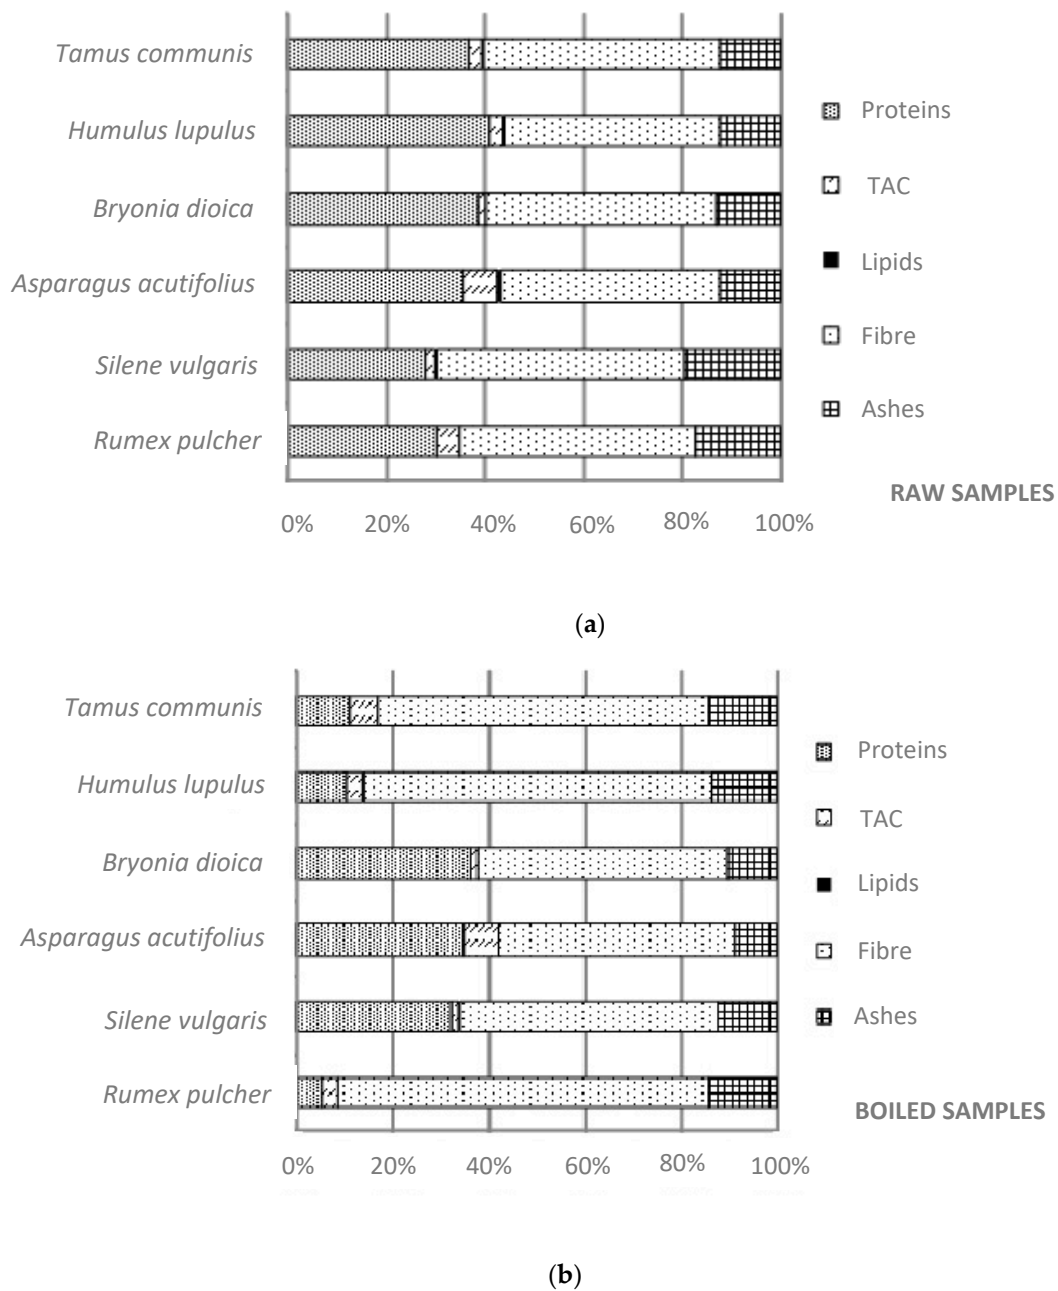 Tamus communis
Humulus lupulus
Bryonia dioica
Asparagus acutifolius
Silene vulgaris
Rumex pulcher
Proteins
TAC
Lipids
Fibre
Ashes
RAW SAMPLES
0% 20% 40% 60% 80% 100%
(a)
Tamus communis
Humulus lupulus
Bryonia dioica
Asparagus acutifolius
Silene vulgaris
Rumex pulcher
Proteins
TAC
Lipids
Fibre
Ashes
BOILED SAMPLES
0% 20% 40% 60% 80% 100%
(b)